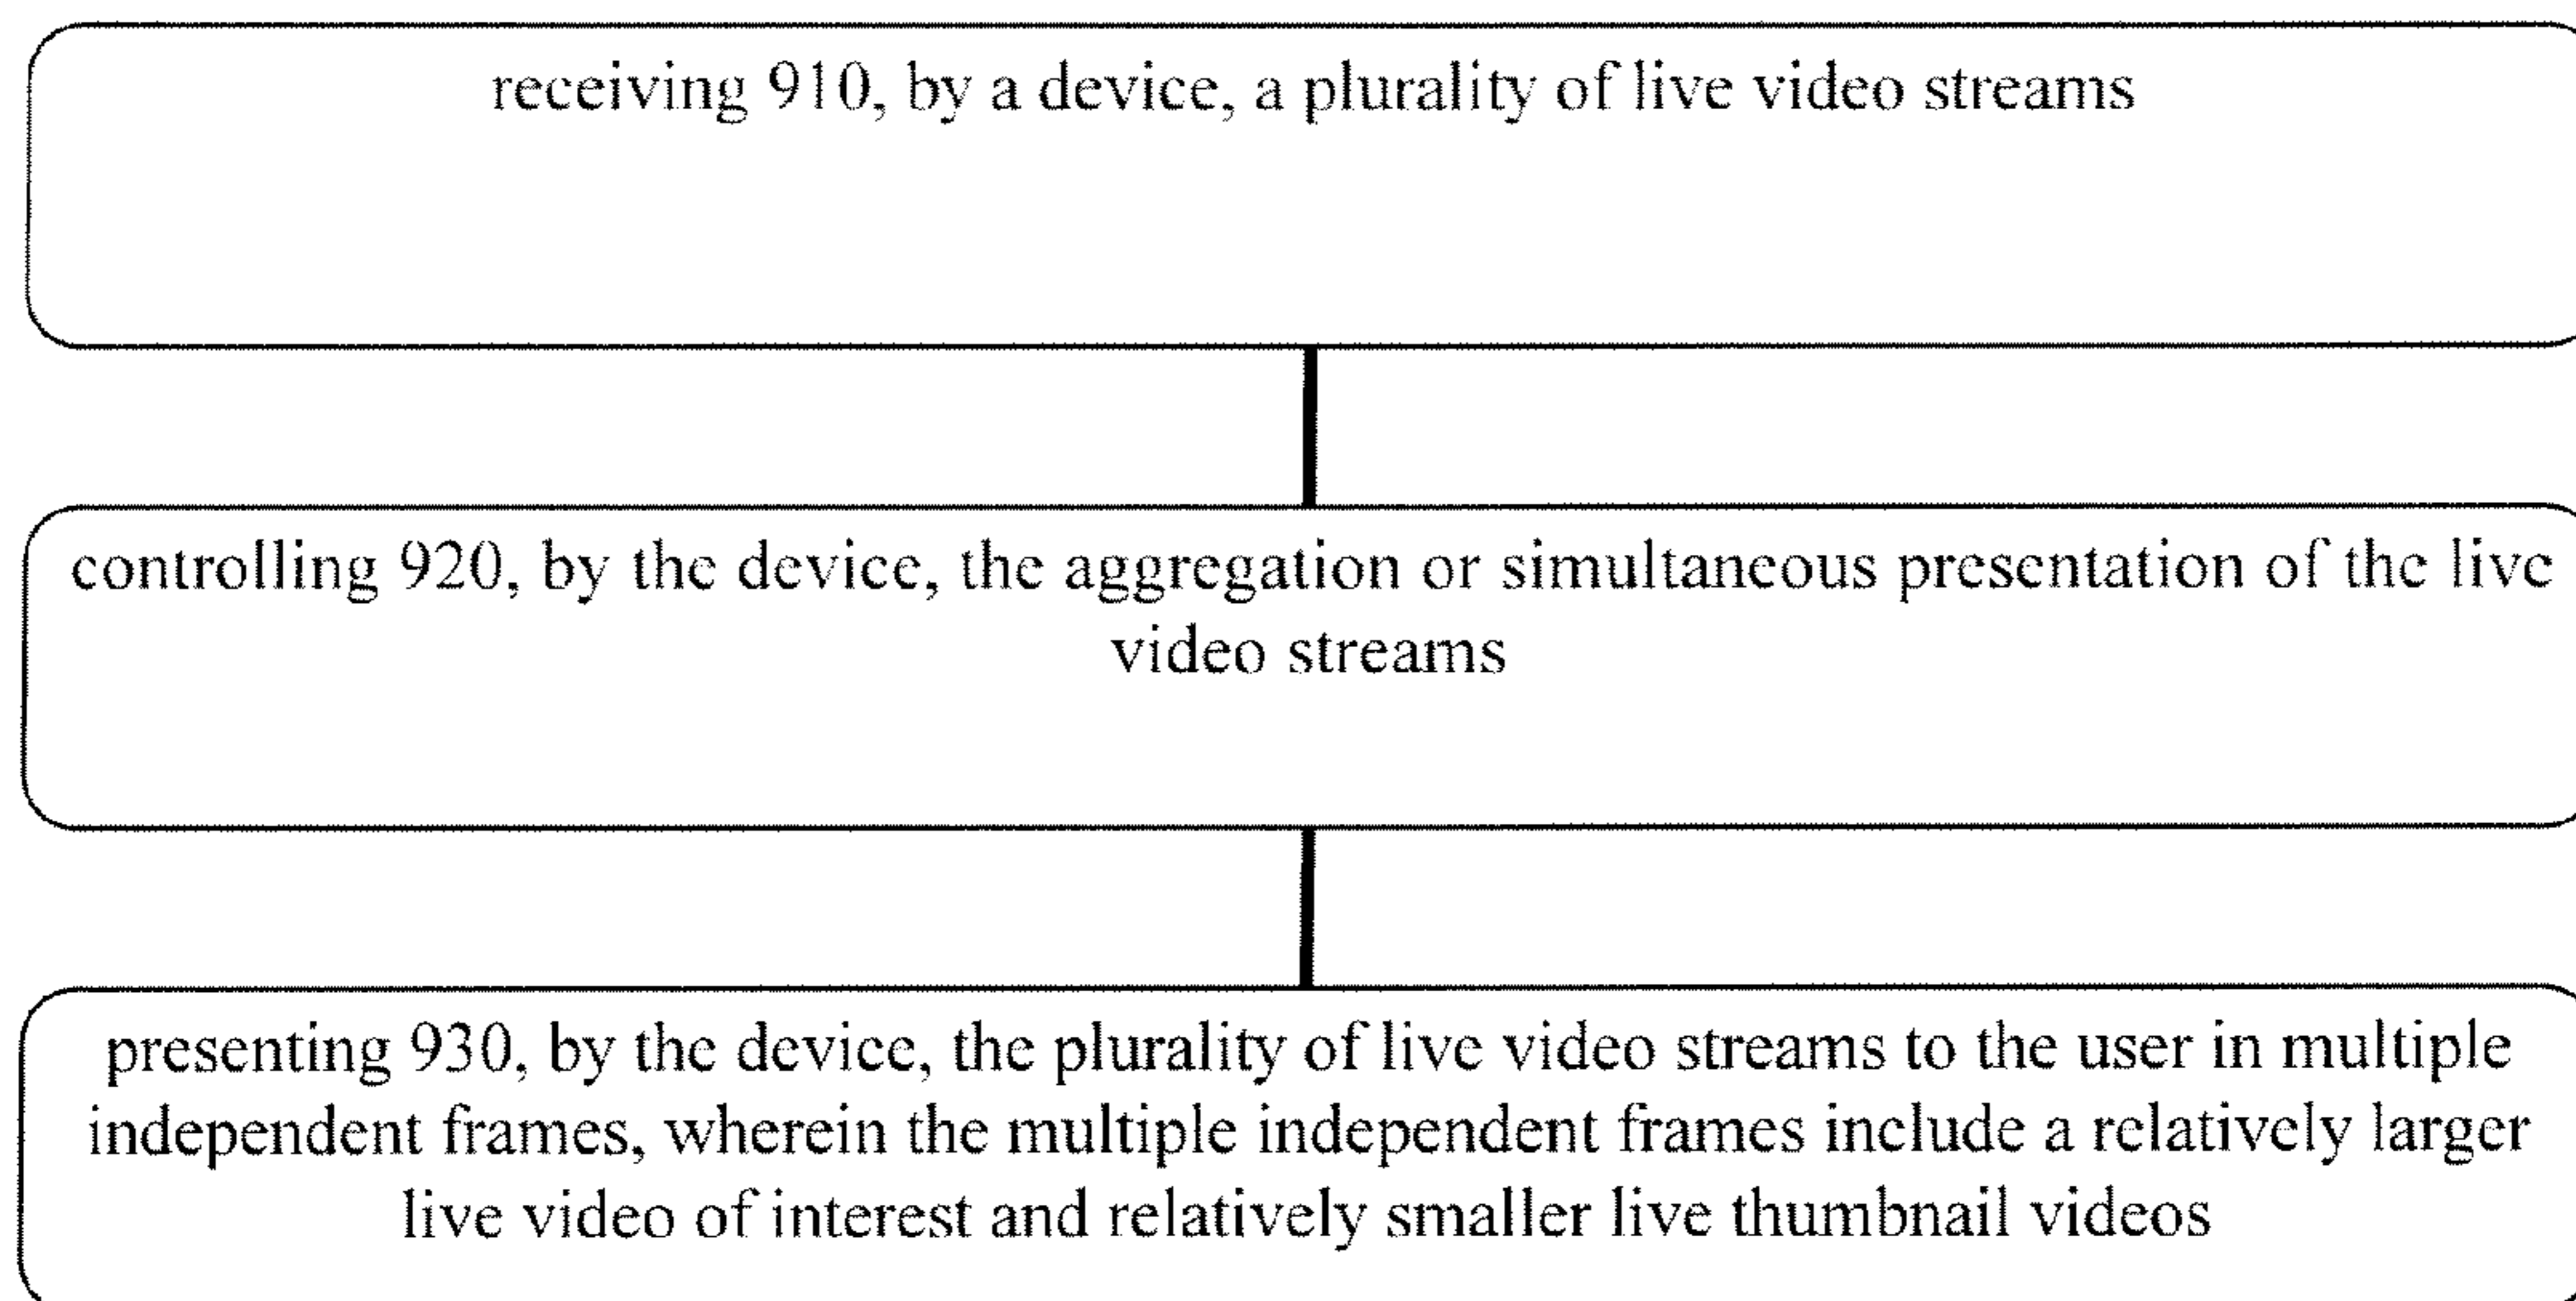 receiving 910, by a device, a plurality of live video streams
controlling 920, by the device, the aggregation or simultaneous presentation of the live
video streams
presenting 930, by the device, the plurality of live video streams to the user in multiple
independent frames, wherein the multiple independent frames include a relatively larger
live video of interest and relatively smaller live thumbnail videos